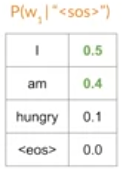 P(w₁| "<sos>")
I 0.5
am 0.4
hungry 0.1
<eos> 0.0